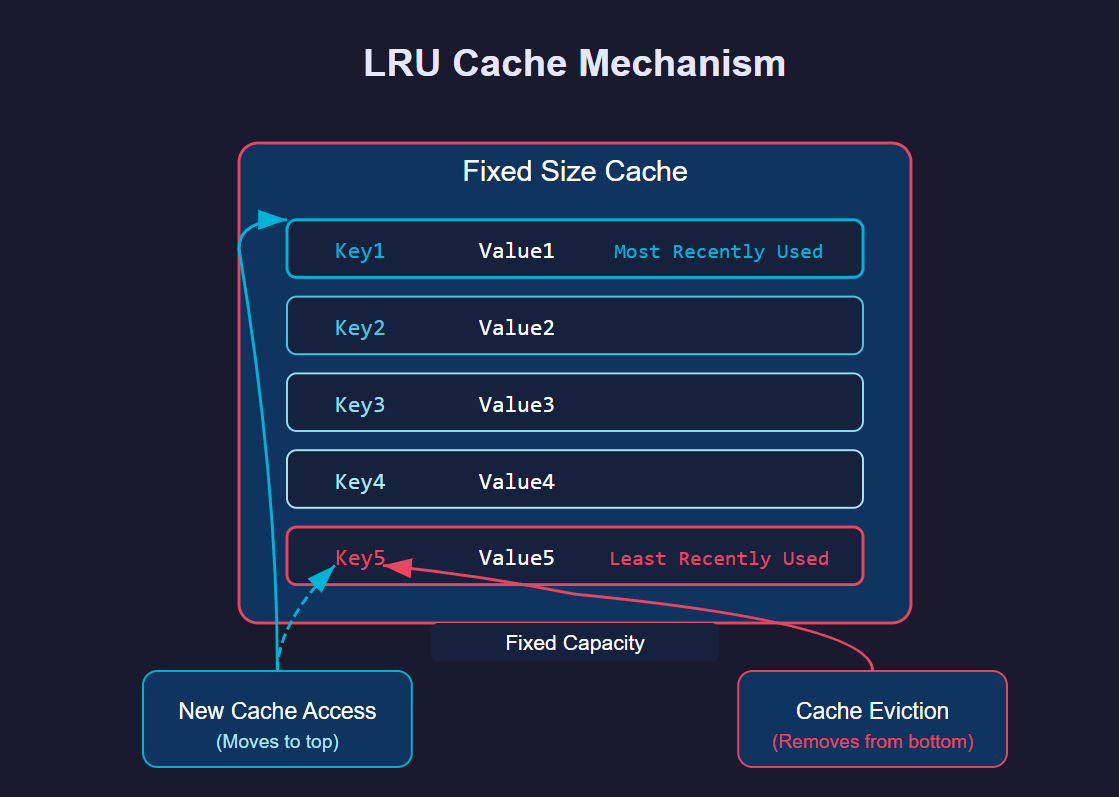 LRU Cache Mechanism
Fixed Size Cache
Key1 Value1 Most Recently Used
Key2 Value2
Key3 Value3
Key4 Value4
Key5 Value5 Least Recently Used
Fixed Capacity
New Cache Access
(Moves to top)
Cache Eviction
(Removes from bottom)